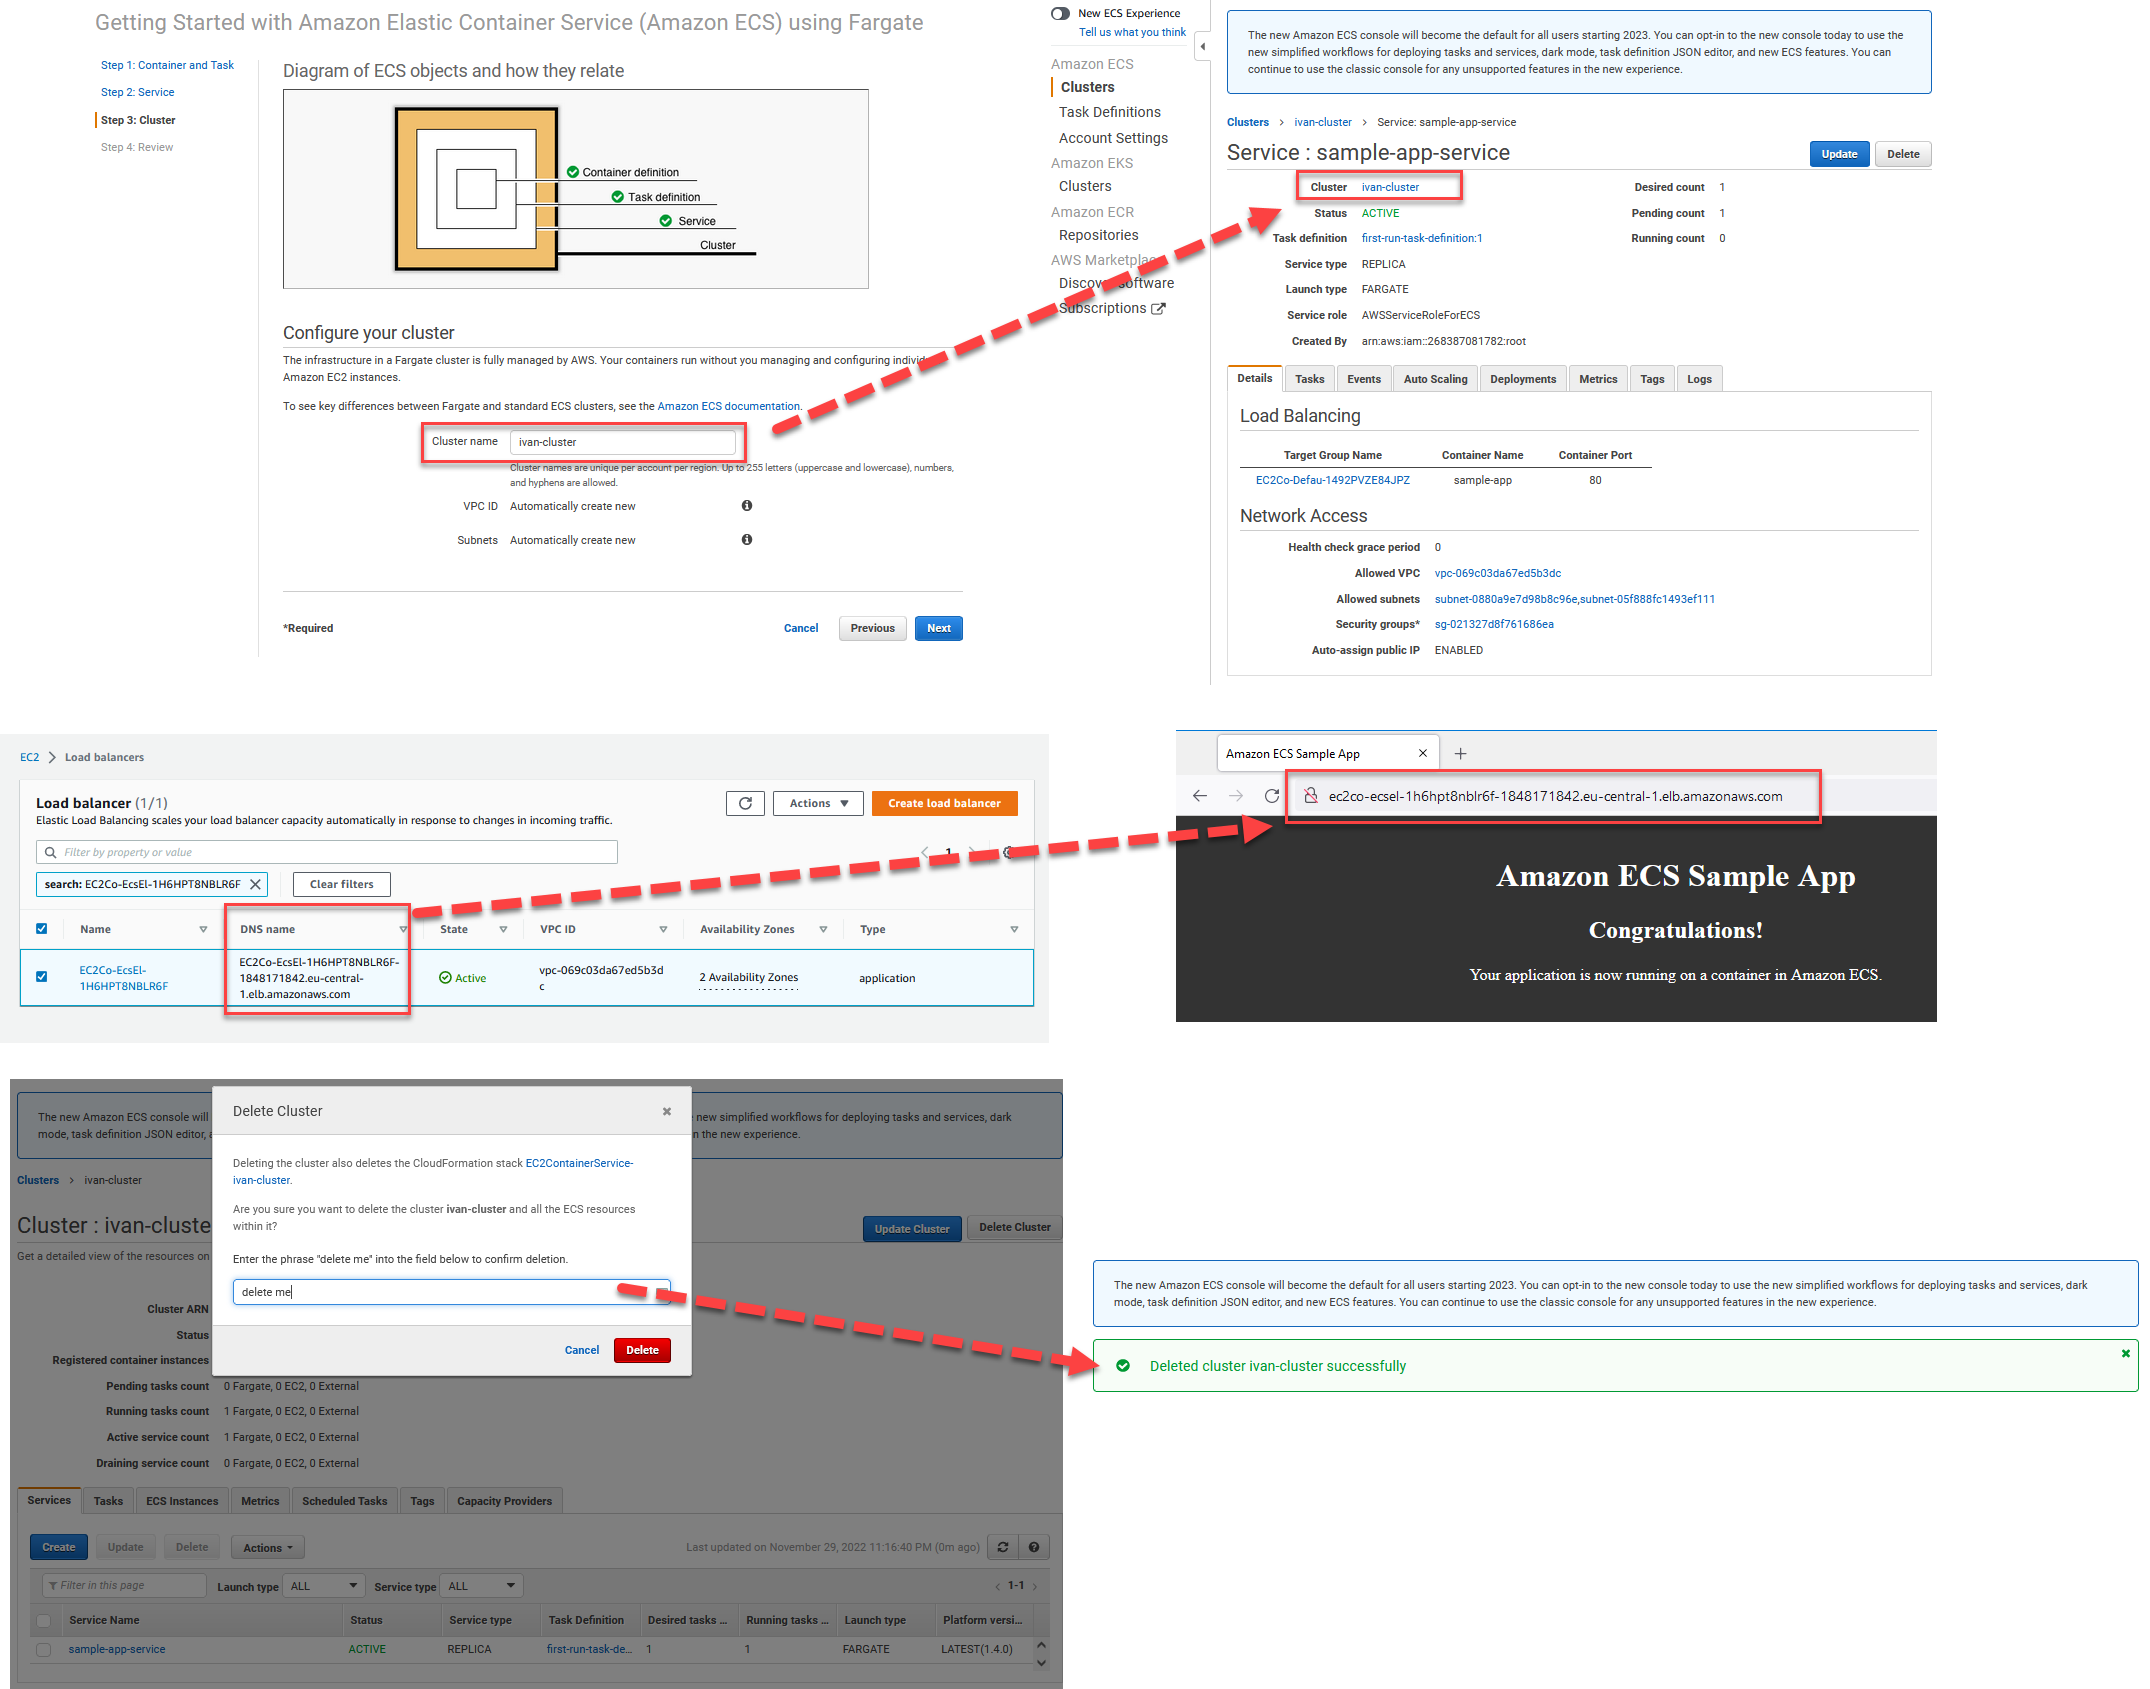 Getting Started with Amazon Elastic Container Service (Amazon ECS) using Fargate
Step 1: Container and Task
Step 2: Service
Step 3: Cluster
Step 4: Review
Diagram of ECS objects and how they relate
Container definition
Task definition
Service
Cluster
Configure your cluster
The infrastructure in a Fargate cluster is fully managed by AWS. Your containers run without you managing and configuring
Amazon EC2 instances.
To see key differences between Fargate and standard ECS clusters, see the Amazon ECS documentation.
Cluster name ivan-cluster
Cluster names are unique per account per region. Up to 255 letters (uppercase and lowercase), numbers,
and hyphens are allowed.
VPC ID Automatically create new
Subnets Automatically create new
*Required Cancel Previous Next
New ECS Experience
Tell us what you think
Amazon ECS
Clusters
Task Definitions
Account Settings
Amazon EKS
Clusters
Amazon ECR
Repositories
AWS Marketplace
Discover software
Subscriptions
The new Amazon ECS console will become the default for all users starting 2023. You can opt-in to the new console today to use the
new simplified workflows for deploying tasks and services, dark mode, task definition JSON editor, and new ECS features. You can
continue to use the classic console for any unsupported features in the new experience.
Clusters > ivan-cluster > Service: sample-app-service
Service : sample-app-service Update Delete
Cluster ivan-cluster Desired count 1
Status ACTIVE Pending count 1
Task definition first-run-task-definition:1 Running count 0
Service type REPLICA
Launch type FARGATE
Service role AWSServiceRoleForECS
Created By arn:aws:iam::268387081782:root
Details Tasks Events Auto Scaling Deployments Metrics Tags Logs
Load Balancing
Target Group Name Container Name Container Port
EC2Co-Defau-1492PVZE84JPZ sample-app 80
Network Access
Health check grace period 0
Allowed VPC vpc-069c03da67ed5b3dc
Allowed subnets subnet-0880a9e7d98b8c96e,subnet-05f888fc1493ef111
Security groups* sg-021327d8f761686ea
Auto-assign public IP ENABLED
EC2 > Load balancers
Load balancer (1/1) Actions Create load balancer
Elastic Load Balancing scales your load balancer capacity automatically in response to changes in incoming traffic.
Filter by property or value
1
search: EC2Co-EcsEl-1H6HPT8NBLR6F Clear filters
Name DNS name State VPC ID Availability Zones Type
EC2Co-EcsEl-
1H6HPT8NBLR6F
EC2Co-EcsEl-1H6HPT8NBLR6F-
1848171842.eu-central-
1.elb.amazonaws.com
Active
vpc-069c03da67ed5b3d
c
2 Availability Zones
application
Amazon ECS Sample App
ec2co-ecsel-1h6hpt8nblr6f-1848171842.eu-central-1.elb.amazonaws.com
Amazon ECS Sample App
Congratulations!
Your application is now running on a container in Amazon ECS.
The new Amazon ECS console will
new simplified workflows for deploying tasks and services, dark
mode, task definition JSON editor,
n the new experience.
Clusters > ivan-cluster
Cluster : ivan-cluste
Update Cluster Delete Cluster
Get a detailed view of the resources on
Cluster ARN
Status
Registered container instances
Pending tasks count 0 Fargate, 0 EC2, 0 External
Running tasks count 1 Fargate, 0 EC2, 0 External
Active service count 1 Fargate, 0 EC2, 0 External
Draining service count 0 Fargate, 0 EC2, 0 External
Delete Cluster
Deleting the cluster also deletes the CloudFormation stack EC2ContainerService-
ivan-cluster.
Are you sure you want to delete the cluster ivan-cluster and all the ECS resources
within it?
Enter the phrase "delete me" into the field below to confirm deletion.
delete me
Cancel Delete
Services Tasks ECS Instances Metrics Scheduled Tasks Tags Capacity Providers
Create Update Delete Actions Last updated on November 29, 2022 11:16:40 PM (0m ago)
Filter in this page Launch type ALL Service type ALL < 1-1 >
Service Name Status Service type Task Definition Desired tasks ... Running tasks ... Launch type Platform versi...
sample-app-service ACTIVE REPLICA first-run-task-de... 1 1 FARGATE LATEST(1.4.0)
The new Amazon ECS console will become the default for all users starting 2023. You can opt-in to the new console today to use the new simplified workflows for deploying tasks and services, dark
mode, task definition JSON editor, and new ECS features. You can continue to use the classic console for any unsupported features in the new experience.
Deleted cluster ivan-cluster successfully